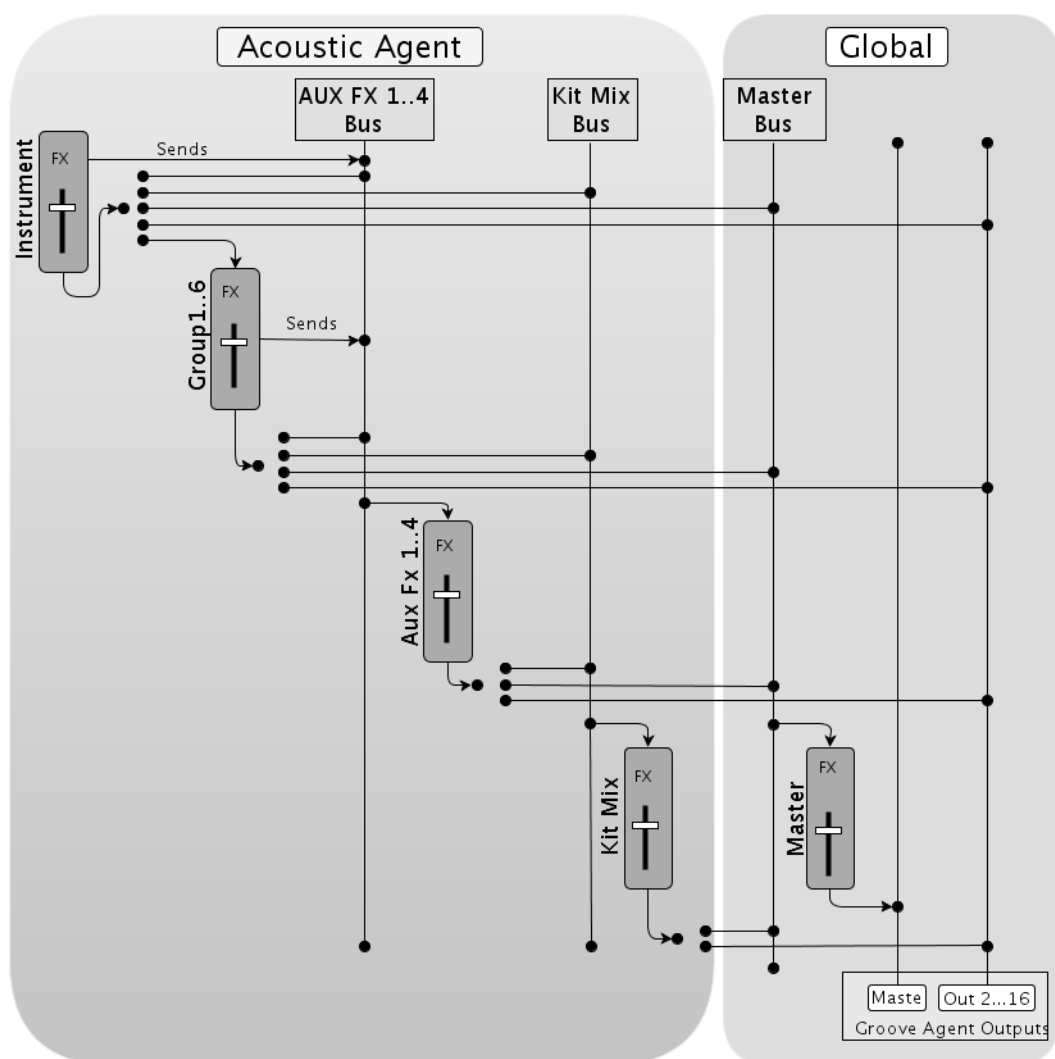 Acoustic Agent
Global
AUX FX 1..4
Bus
Kit Mix
Bus
Master
Bus
Instrument
FX
Sends
Group1..6
FX
Sends
Aux Fx 1..4
FX
Kit Mix
FX
Master
FX
Maste
Out 2...16
Groove Agent Outputs